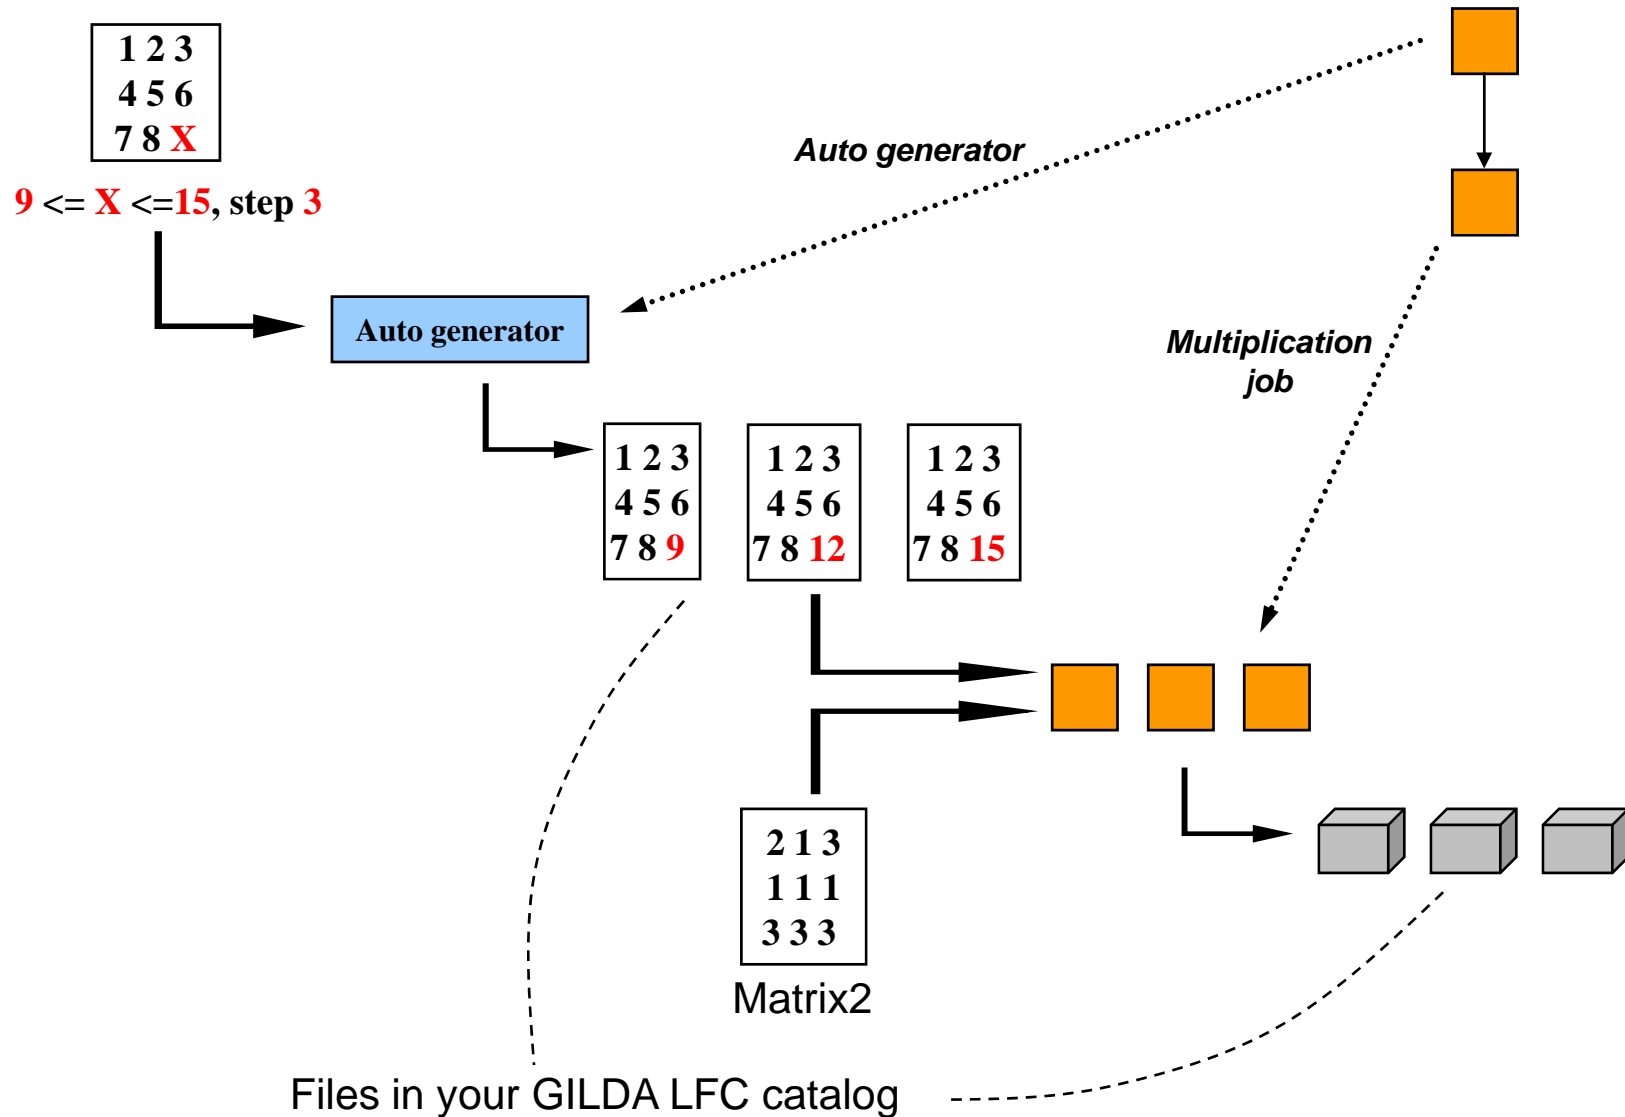 1 2 3
4 5 6
7 8 X
9 <= X <=15, step 3
Auto generator
Auto generator
Multiplication
job
1 2 3
4 5 6
7 8 9
1 2 3
4 5 6
7 8 12
1 2 3
4 5 6
7 8 15
2 1 3
1 1 1
3 3 3
Matrix2
Files in your GILDA LFC catalog